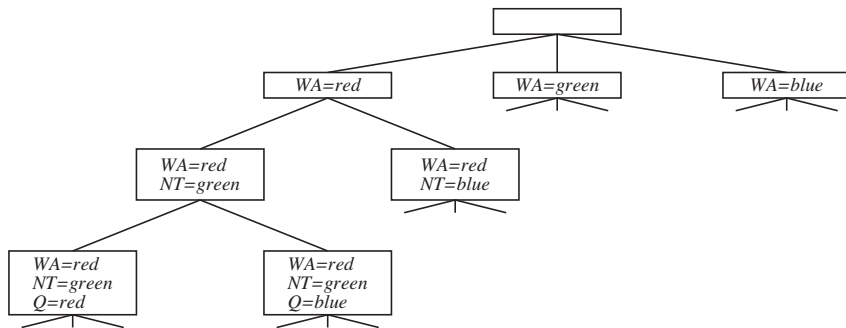 WA=red
WA=green
WA=blue
WA=red
NT=green
WA=red
NT=blue
WA=red
NT=green
Q=red
WA=red
NT=green
Q=blue